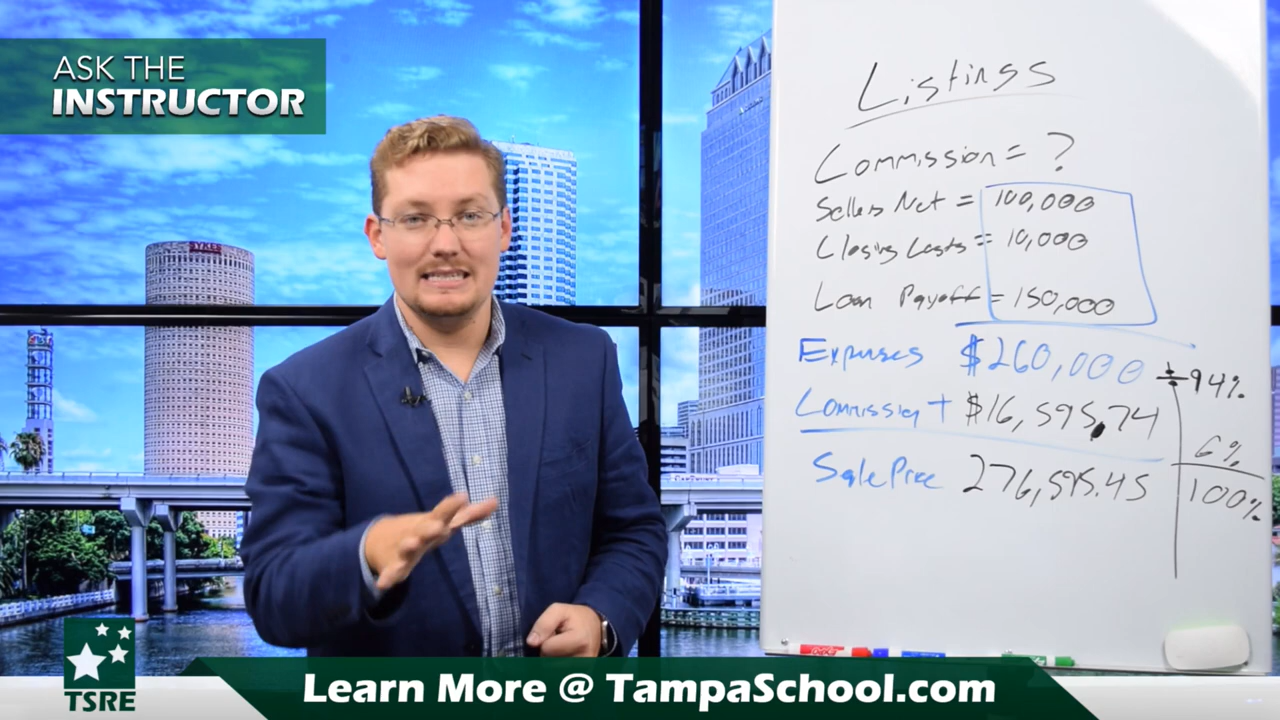 ASK THE
INSTRUCTOR
SYKES
Listings
Commission = ?
Sellers Net = 100,000
Closing Costs = 10,000
Loan Payoff = 150,000
Expenses $260,000 ÷ 94%
Commission + $16,595.74 6%
Sale Price 276,595.45 100%
TSRE
Learn More @ TampaSchool.com